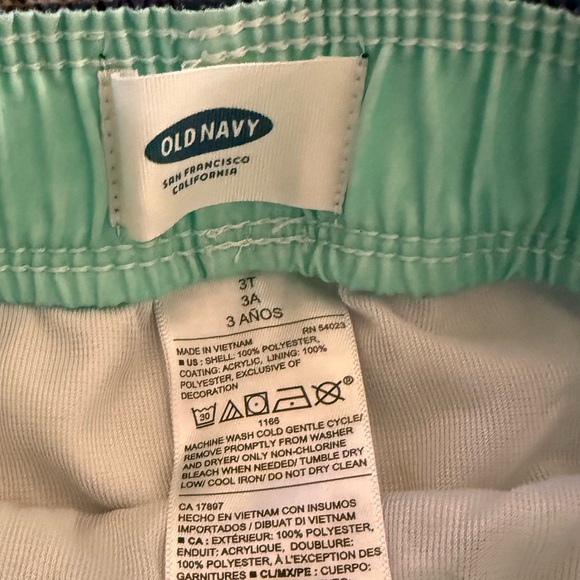 OLD NAVY
SAN FRANCISCO
CALIFORNIA
3T
3A
3 AÑOS
MADE IN VIETNAM RN 54023
■ US : SHELL: 100% POLYESTER,
COATING: ACRYLIC, LINING: 100%
POLYESTER, EXCLUSIVE OF
DECORATION
30
®
1166
MACHINE WASH COLD GENTLE CYCLE/
REMOVE PROMPTLY FROM WASHER
AND DRYER/ ONLY NON-CHLORINE
BLEACH WHEN NEEDED/ TUMBLE DRY
LOW/ COOL IRON/ DO NOT DRY CLEAN
CA 17897
HECHO EN VIETNAM CON INSUMOS
IMPORTADOS / DIBUAT DI VIETNAM
■ CA : EXTÉRIEUR: 100% POLYESTER,
ENDUIT: ACRYLIQUE, DOUBLURE:
100% POLYESTER, À L'EXCEPTION DES
GARNITURES ■ CL/MX/PE : CUERPO: